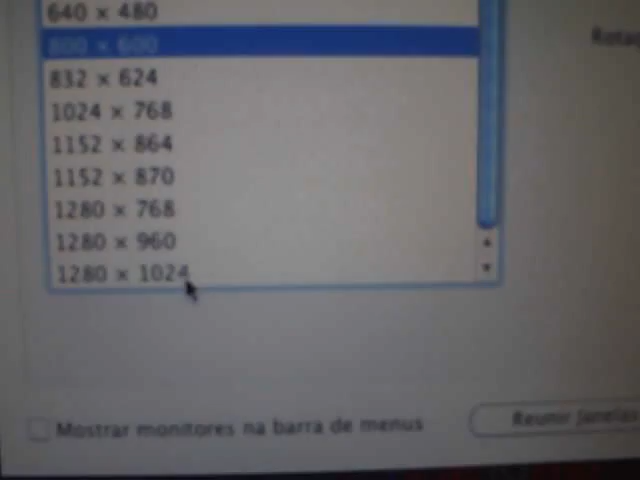 640 × 480
Rotaç
800 × 600
832 × 624
1024 × 768
1152 × 864
1152 × 870
1280 × 768
1280 × 960
1280 × 1024
Mostrar monitores na barra de menus
Reunir Janelas